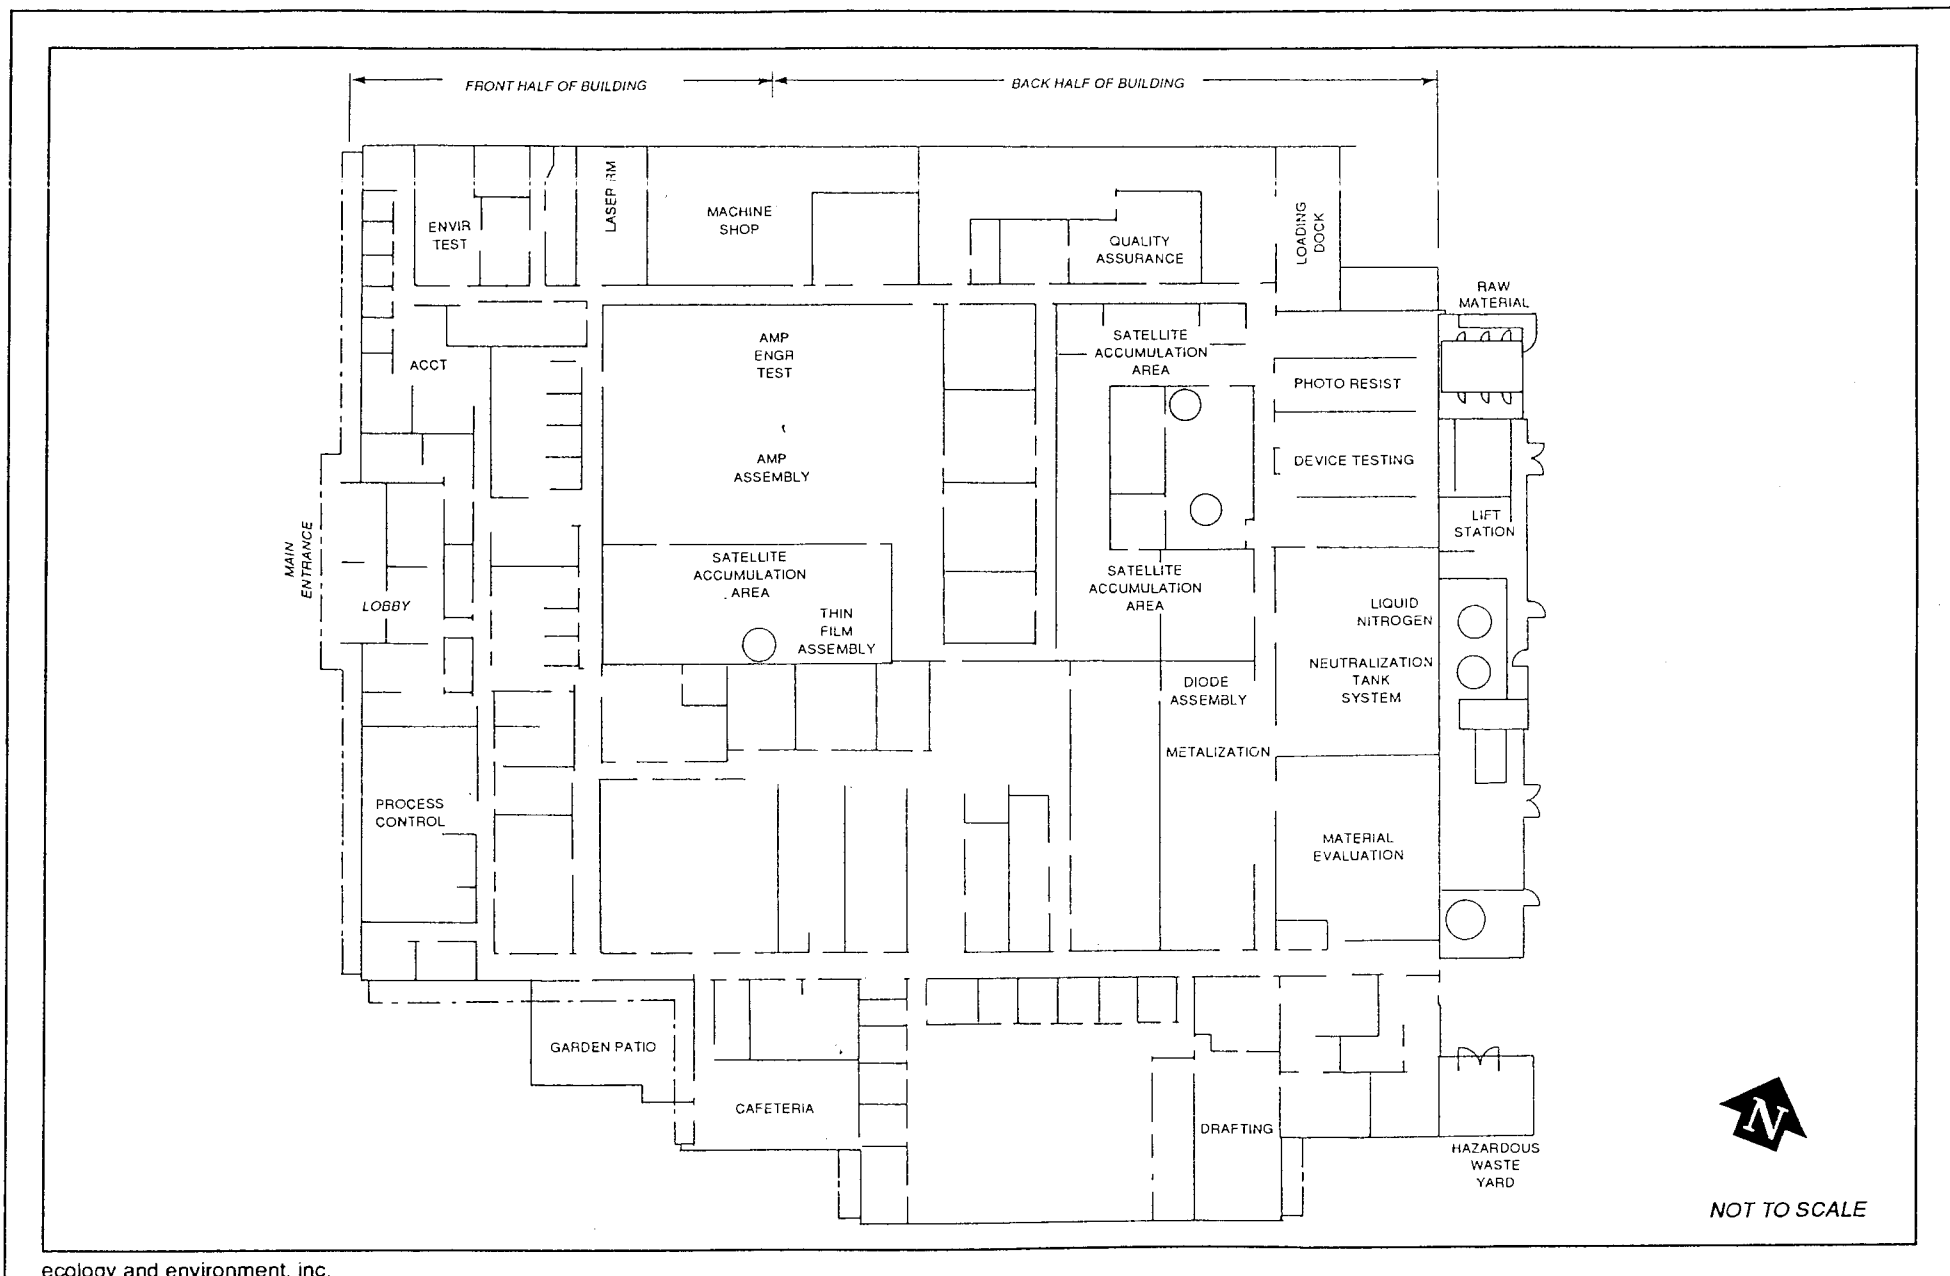 FRONT HALF OF BUILDING
BACK HALF OF BUILDING
LASER RM
MACHINE
SHOP
ENVIR
TEST
QUALITY
ASSURANCE
LOADING
DOCK
RAW
MATERIAL
AMP
ENGR
TEST
SATELLITE
ACCUMULATION
AREA
ACCT
PHOTO RESIST
AMP
ASSEMBLY
DEVICE TESTING
LIFT
STATION
MAIN
ENTRANCE
LOBBY
SATELLITE
ACCUMULATION
AREA
THIN
FILM
ASSEMBLY
SATELLITE
ACCUMULATION
AREA
LIQUID
NITROGEN
NEUTRALIZATION
TANK
SYSTEM
DIODE
ASSEMBLY
METALIZATION
PROCESS
CONTROL
MATERIAL
EVALUATION
GARDEN PATIO
CAFETERIA
DRAFTING
HAZARDOUS
WASTE
YARD
N
NOT TO SCALE
ecology and environment, inc.